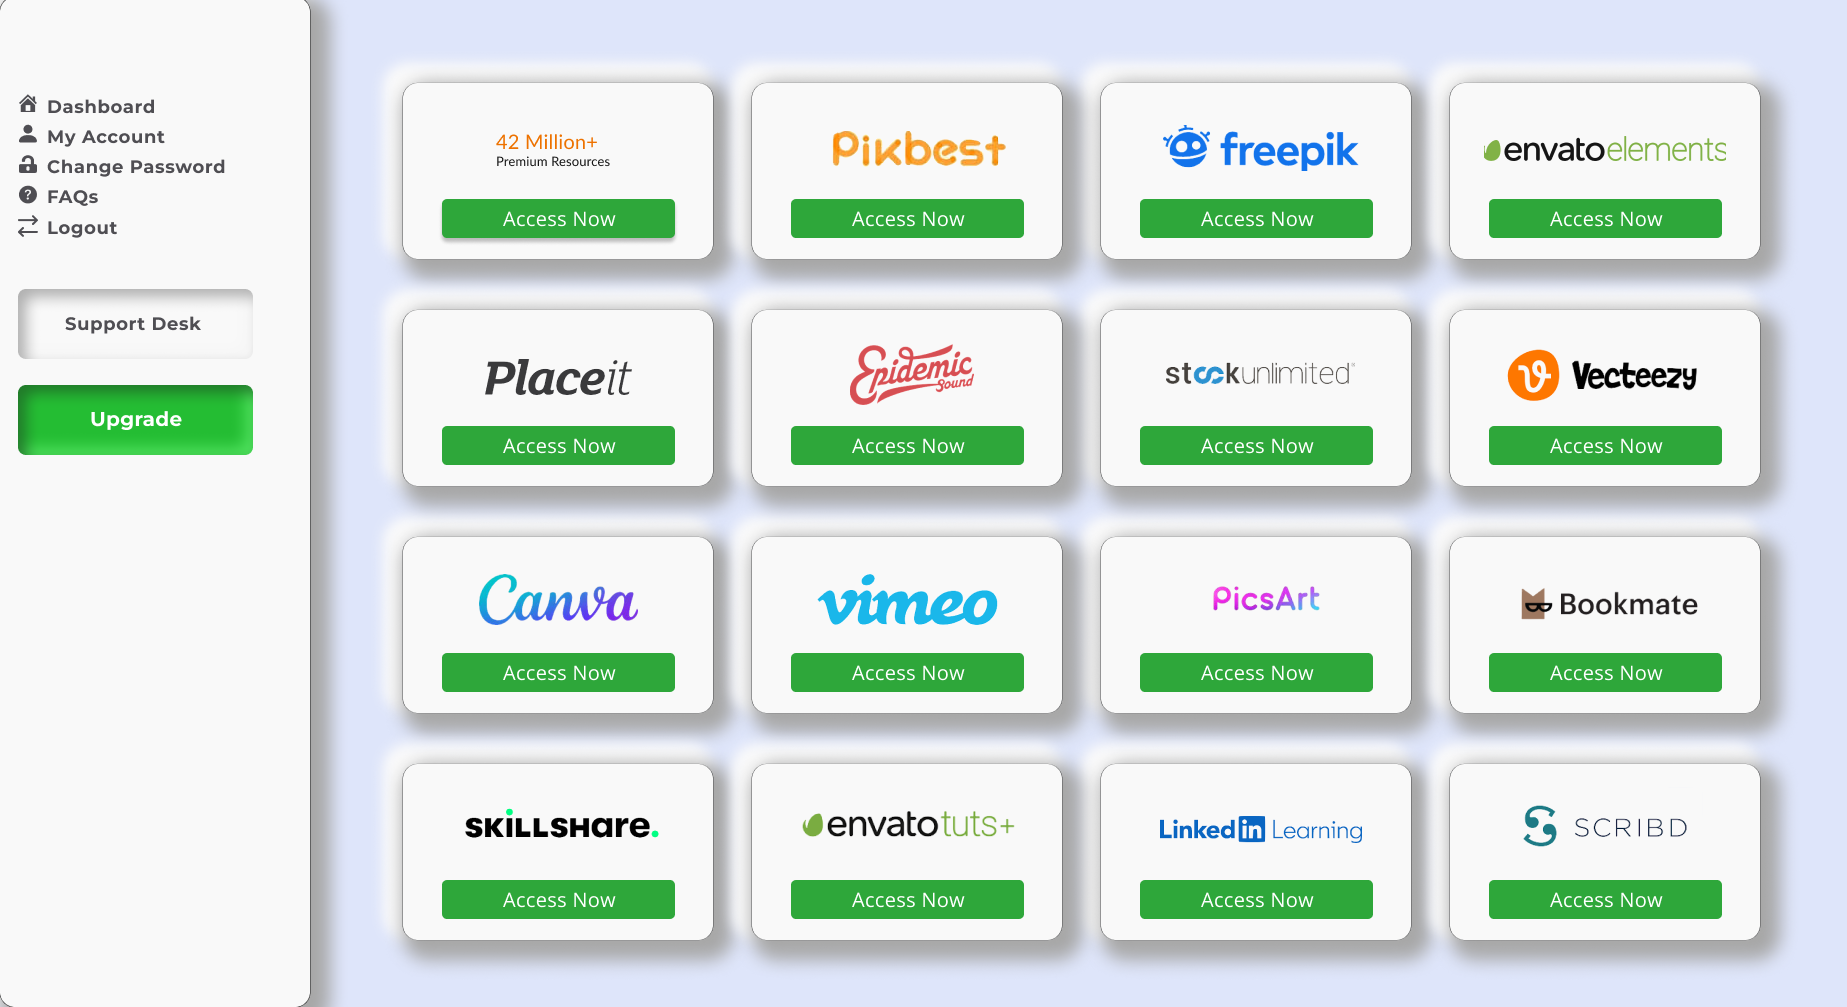 Dashboard
My Account
Change Password
FAQs
Logout
Support Desk
Upgrade
42 Million+
Premium Resources
Access Now
Pikbest
Access Now
freepik
Access Now
envatoelements
Access Now
Placeit
Access Now
Epidemic
Sound
Access Now
stockunlimited
Access Now
Vecteezy
Access Now
Canva
Access Now
vimeo
Access Now
PicsArt
Access Now
Bookmate
Access Now
SKILLSHare.
Access Now
envatotuts+
Access Now
Linked in Learning
Access Now
SCRIBD
Access Now